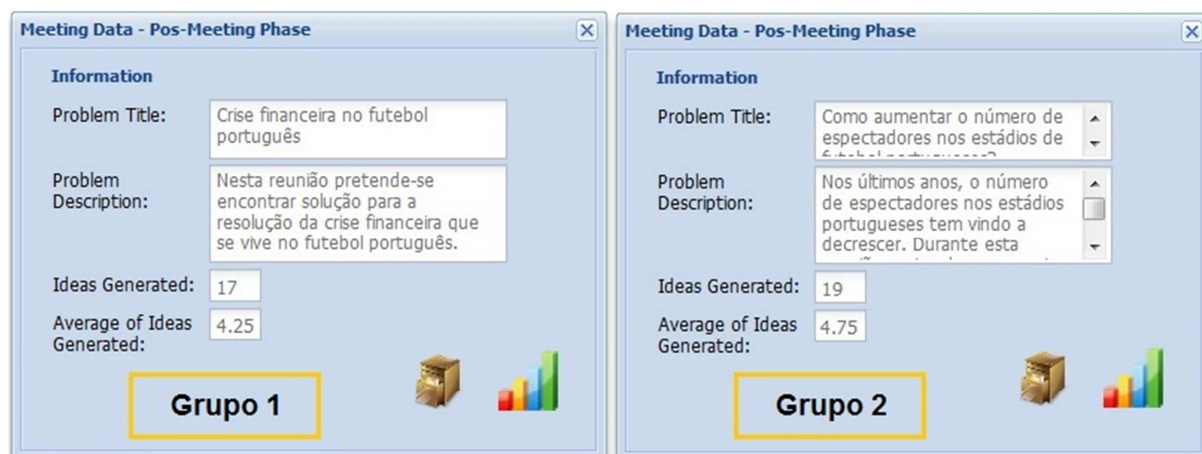 Meeting Data - Pos-Meeting Phase
Information
Problem Title:
Crise financeira no futebol
português
Problem
Description:
Nesta reunião pretende-se
encontrar solução para a
resolução da crise financeira que
se vive no futebol português.
Ideas Generated:
17
Average of Ideas
Generated:
4.25
Grupo 1
Meeting Data - Pos-Meeting Phase
Information
Problem Title:
Como aumentar o número de
espectadores nos estádios de
Problem
Description:
Nos últimos anos, o número
de espectadores nos estádios
portugueses tem vindo a
decrescer. Durante esta
Ideas Generated:
19
Average of Ideas
Generated:
4.75
Grupo 2